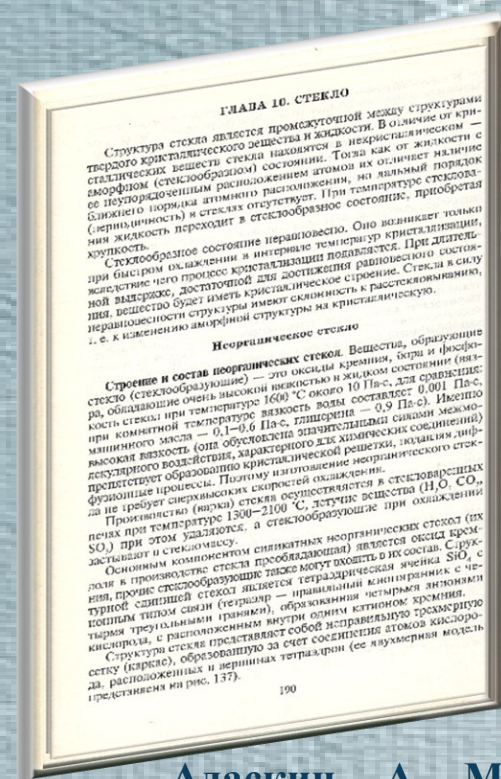 ГЛАВА 10. СТЕКЛО
Структура стекла является промежуточной между структурами
твердого кристаллического вещества и жидкости. В отличие от кри-
сталлических веществ стекла находятся в некристаллическом —
аморфном (стеклообразном) состоянии. Тогда как от жидкости с
ее неупорядоченным расположением атомов их отличает наличие
ближнего порядка атомного расположения, но дальный порядок
(периодичность) в стеклах отсутствует. При температуре стеклова-
ния жидкость переходит в стеклообразное состояние, приобретая
хрупкость.
Стеклообразное состояние неравновесно. Оно возникает только
при быстром охлаждении в интервале температур кристаллизации,
вследствие чего процесс кристаллизации подавляется. При длитель-
ной выдержке, достаточной для достижения равновесного состоя-
ния, вещество будет иметь кристаллическое строение. Стекла в силу
неравновесности структуры имеют склонность к расстекловыванию,
т. е. к изменению аморфной структуры на кристаллическую.
Неорганическое стекло
Строение и состав неорганических стекол. Вещества, образующие
стекло (стеклообразующие) — это оксиды кремния, бора и фосфо-
ра, обладающие очень высокой вязкостью в жидком состоянии (вяз-
кость стекол при температуре 1600 °С около 10 Па·с, для сравнения:
при комнатной температуре вязкость воды составляет 0,001 Па·с,
машинного масла — 0,1—0,6 Па·с, глицерина — 0,9 Па·с). Именно
высокая вязкость (она обусловлена значительными силами межмо-
лекулярного воздействия, характерного для химических соединений)
препятствует образованию кристаллической решетки, подавляя диф-
фузионные процессы. Поэтому изготовление неорганического стек-
ла не требует сверхвысоких скоростей охлаждения.
Производство (варка) стекла осуществляется в стекловаренных
печах при температуре 1300—2100 °С, летучие вещества (H₂O, CO₂,
SO₃) при этом удаляются, а стеклообразующие при охлаждении
застывают в стекломассу.
Основным компонентом силикатных неорганических стекол (их
доля в производстве стекла преобладающая) является оксид крем-
ния, прочие стеклообразующие также могут входить в их состав. Струк-
турной единицей стекол является тетраэдрическая ячейка SiO₄ с
ионным типом связи (тетраэдр — правильный многогранник с че-
тырмя треугольными гранями), образованная четырьмя анионами
кислорода, с расположенным внутри одним катионом кремния.
Структура стекла представляет собой неправильную трехмерную
сетку (каркас), образованную за счет соединения атомов кислоро-
да, расположенных в вершинах тетраэдров (ее двухмерная модель
представлена на рис. 137).
190